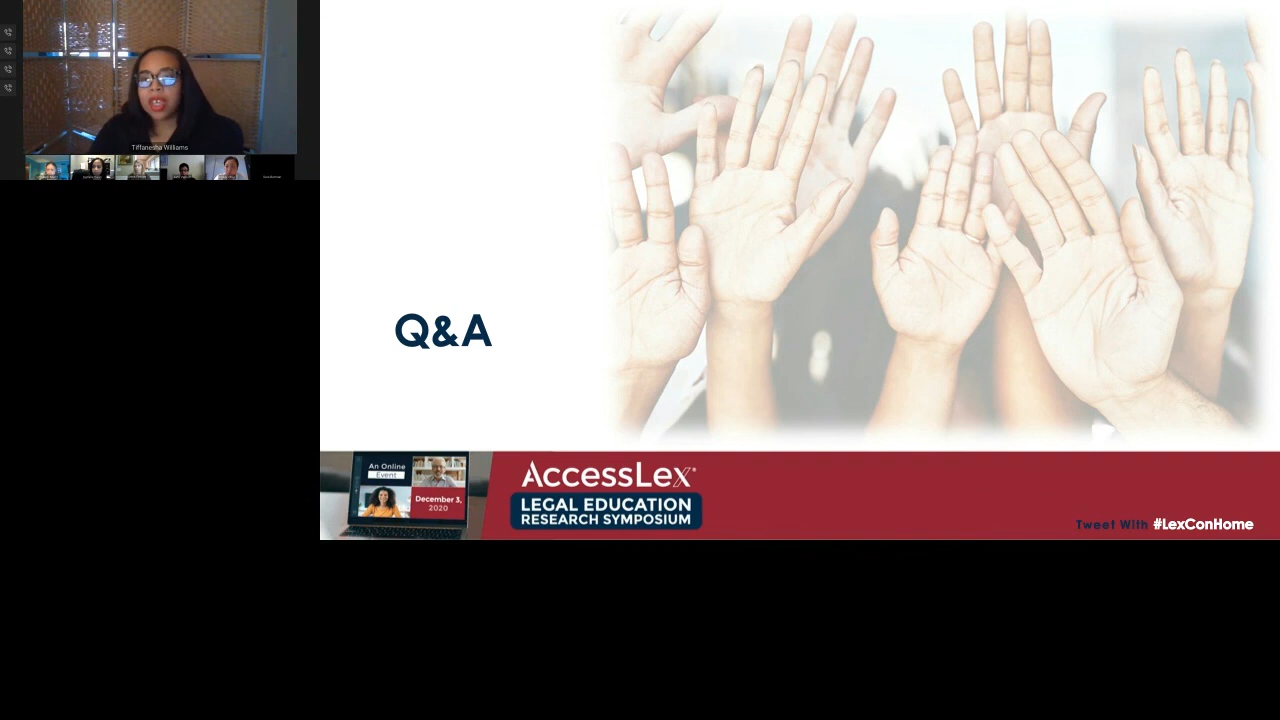 Tiffanesha Williams
Q&A
An Online
Event
December 3,
2020
AccessLex®
LEGAL EDUCATION
RESEARCH SYMPOSIUM
Tweet With #LexConHome